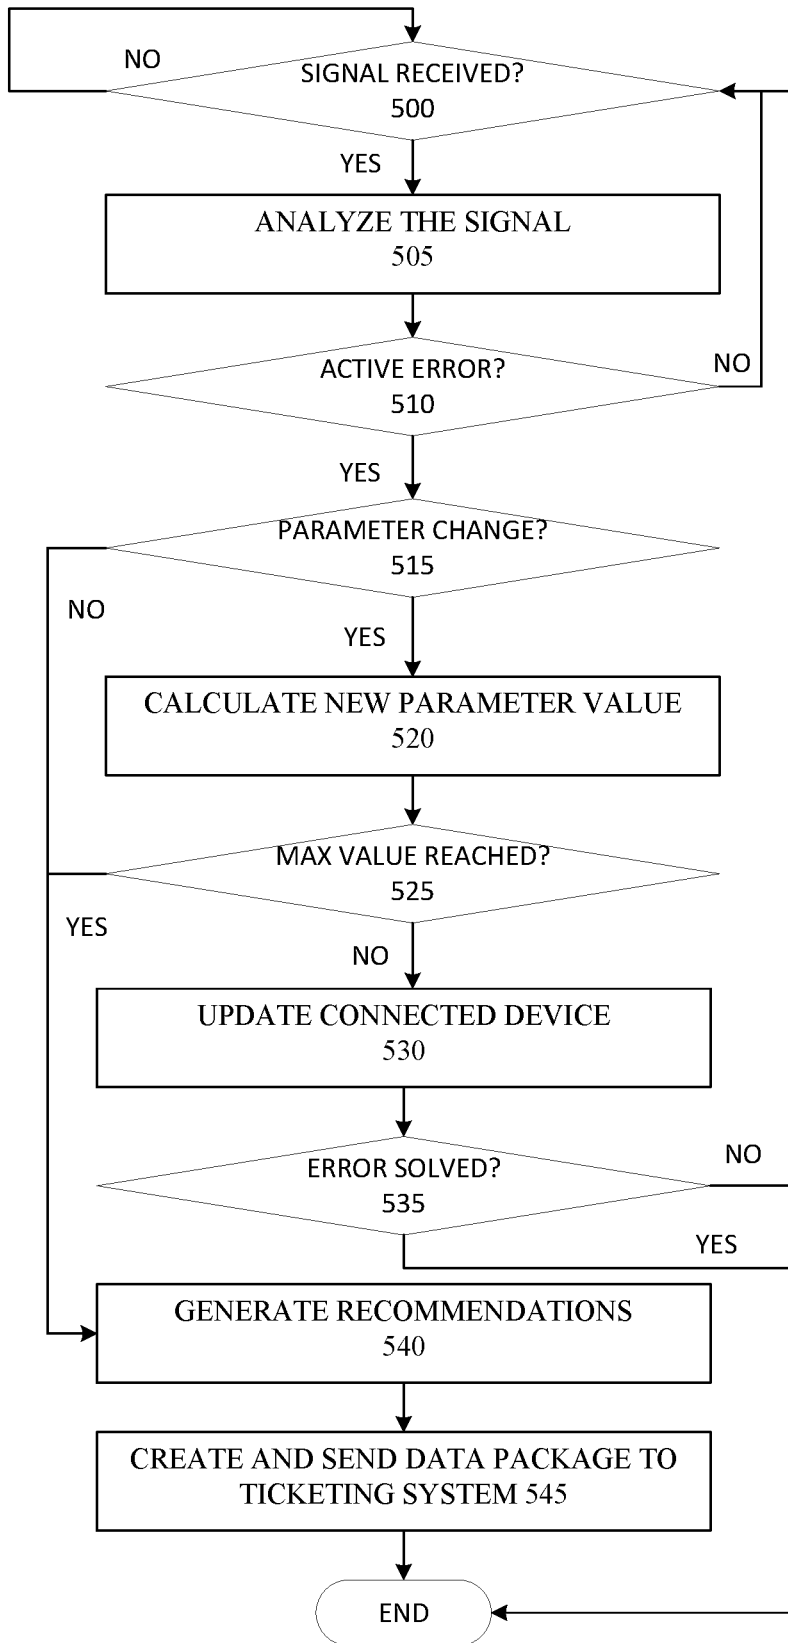 NO
SIGNAL RECEIVED?
500
YES
ANALYZE THE SIGNAL
505
ACTIVE ERROR?
510
NO
YES
PARAMETER CHANGE?
515
NO
YES
CALCULATE NEW PARAMETER VALUE
520
MAX VALUE REACHED?
525
YES
NO
UPDATE CONNECTED DEVICE
530
ERROR SOLVED?
535
NO
YES
GENERATE RECOMMENDATIONS
540
CREATE AND SEND DATA PACKAGE TO
TICKETING SYSTEM 545
END